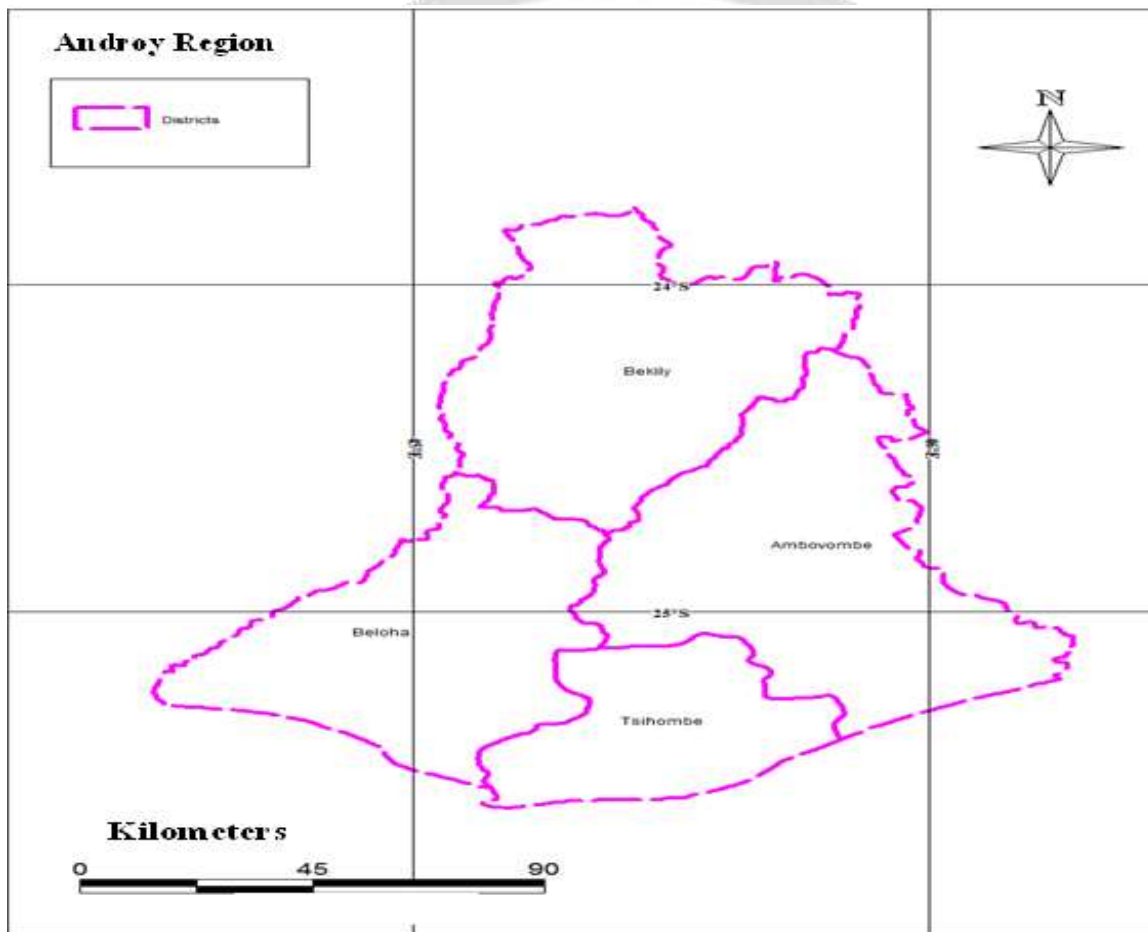 Androy Region
Districts
N
24°S
Bekily
Ambovombe
25°S
Beloha
Tsihombe
Kilometers
0 45 90